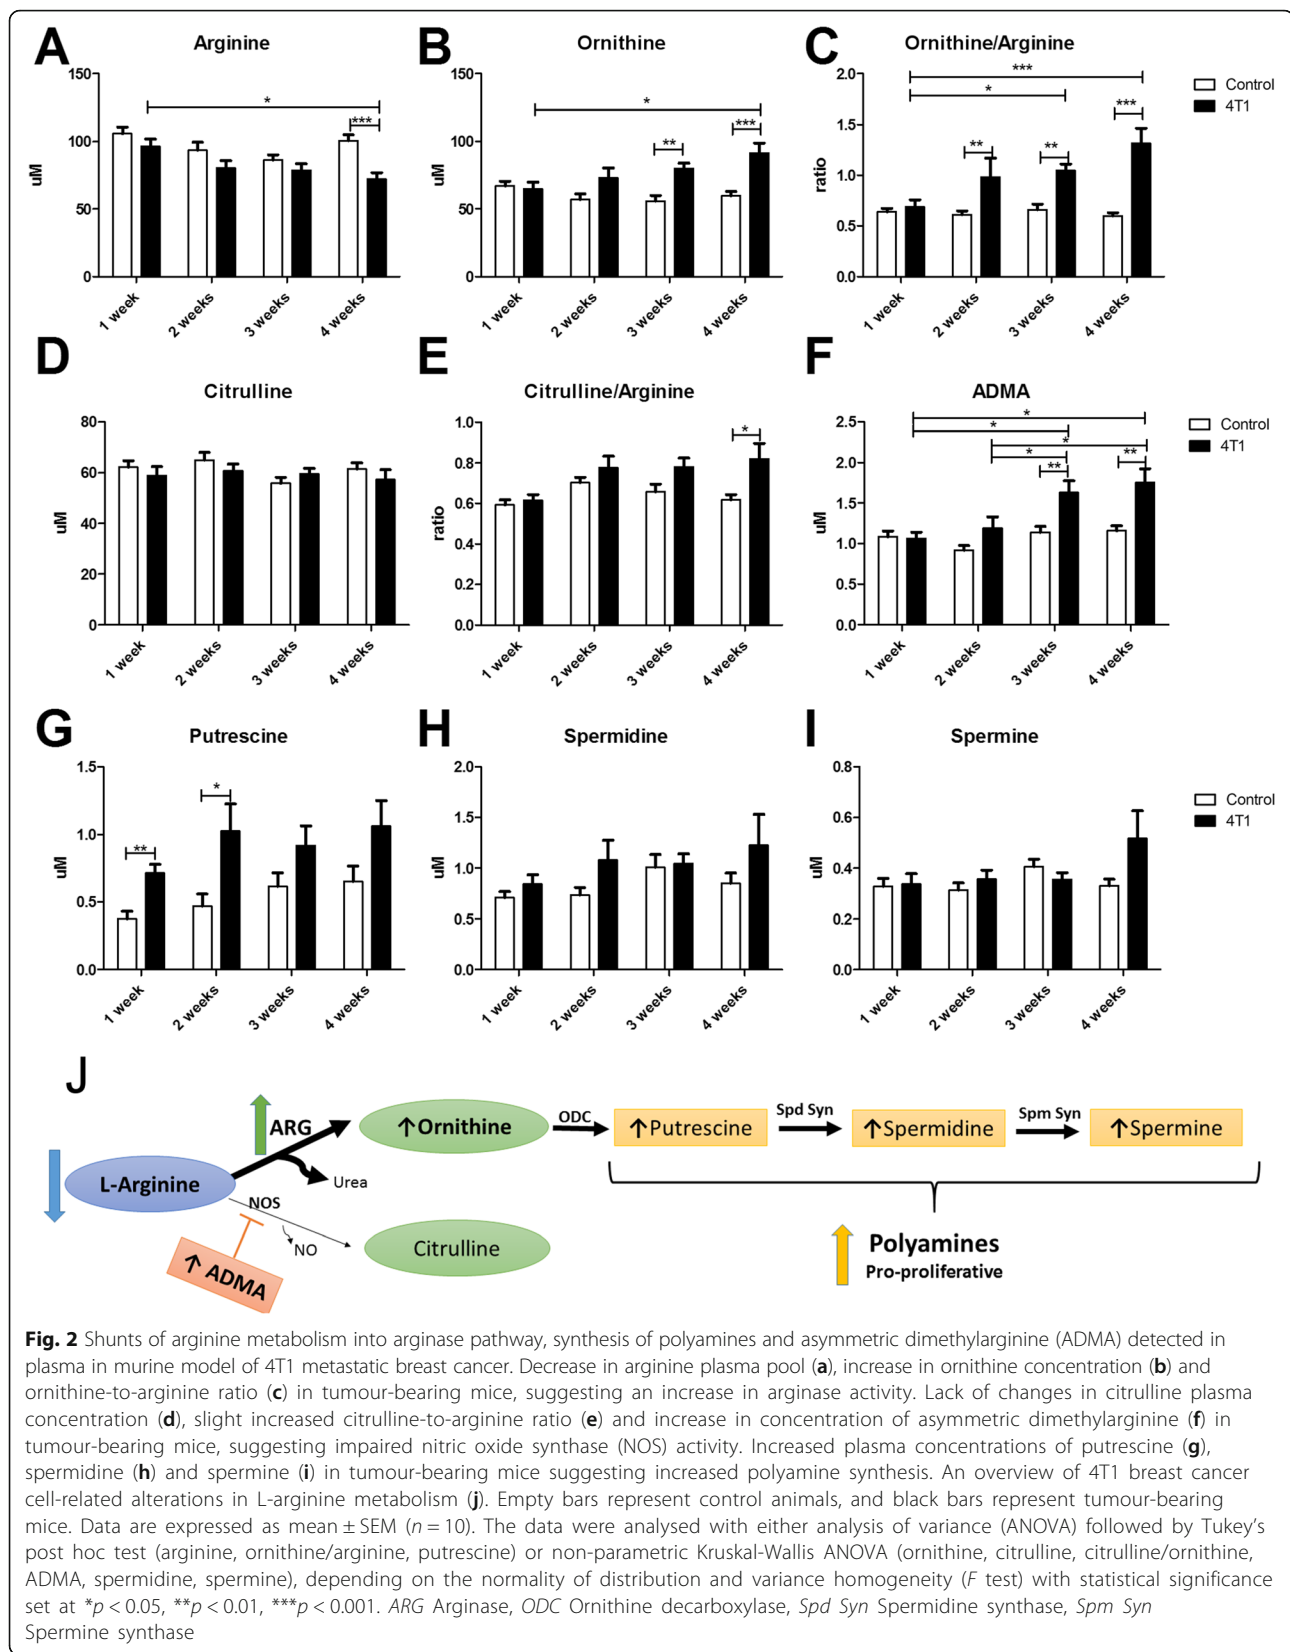 A
Arginine
uM
150
100
50
0
*
***
1 week
2 weeks
3 weeks
4 weeks
B
Ornithine
uM
150
100
50
0
*
**
***
1 week
2 weeks
3 weeks
4 weeks
C
Ornithine/Arginine
ratio
2.0
1.5
1.0
0.5
0.0
***
*
**
**
***
1 week
2 weeks
3 weeks
4 weeks
Control
4T1
D
Citrulline
uM
80
60
40
20
0
1 week
2 weeks
3 weeks
4 weeks
E
Citrulline/Arginine
ratio
1.0
0.8
0.6
0.4
0.2
0.0
*
1 week
2 weeks
3 weeks
4 weeks
F
ADMA
uM
2.5
2.0
1.5
1.0
0.5
0.0
*
*
*
*
**
**
1 week
2 weeks
3 weeks
4 weeks
Control
4T1
G
Putrescine
uM
1.5
1.0
0.5
0.0
**
*
1 week
2 weeks
3 weeks
4 weeks
H
Spermidine
uM
2.0
1.5
1.0
0.5
0.0
1 week
2 weeks
3 weeks
4 weeks
I
Spermine
uM
0.8
0.6
0.4
0.2
0.0
1 week
2 weeks
3 weeks
4 weeks
Control
4T1
J
L-Arginine
ARG
↑Ornithine
Urea
NOS
NO
↑ ADMA
Citrulline
ODC
↑Putrescine
Spd Syn
↑Spermidine
Spm Syn
↑Spermine
Polyamines
Pro-proliferative
Fig. 2 Shunts of arginine metabolism into arginase pathway, synthesis of polyamines and asymmetric dimethylarginine (ADMA) detected in
plasma in murine model of 4T1 metastatic breast cancer. Decrease in arginine plasma pool (a), increase in ornithine concentration (b) and
ornithine-to-arginine ratio (c) in tumour-bearing mice, suggesting an increase in arginase activity. Lack of changes in citrulline plasma
concentration (d), slight increased citrulline-to-arginine ratio (e) and increase in concentration of asymmetric dimethylarginine (f) in
tumour-bearing mice, suggesting impaired nitric oxide synthase (NOS) activity. Increased plasma concentrations of putrescine (g),
spermidine (h) and spermine (i) in tumour-bearing mice suggesting increased polyamine synthesis. An overview of 4T1 breast cancer
cell-related alterations in L-arginine metabolism (j). Empty bars represent control animals, and black bars represent tumour-bearing
mice. Data are expressed as mean ± SEM (n = 10). The data were analysed with either analysis of variance (ANOVA) followed by Tukey's
post hoc test (arginine, ornithine/arginine, putrescine) or non-parametric Kruskal-Wallis ANOVA (ornithine, citrulline, citrulline/ornithine,
ADMA, spermidine, spermine), depending on the normality of distribution and variance homogeneity (F test) with statistical significance
set at *p < 0.05, **p < 0.01, ***p < 0.001. ARG Arginase, ODC Ornithine decarboxylase, Spd Syn Spermidine synthase, Spm Syn
Spermine synthase